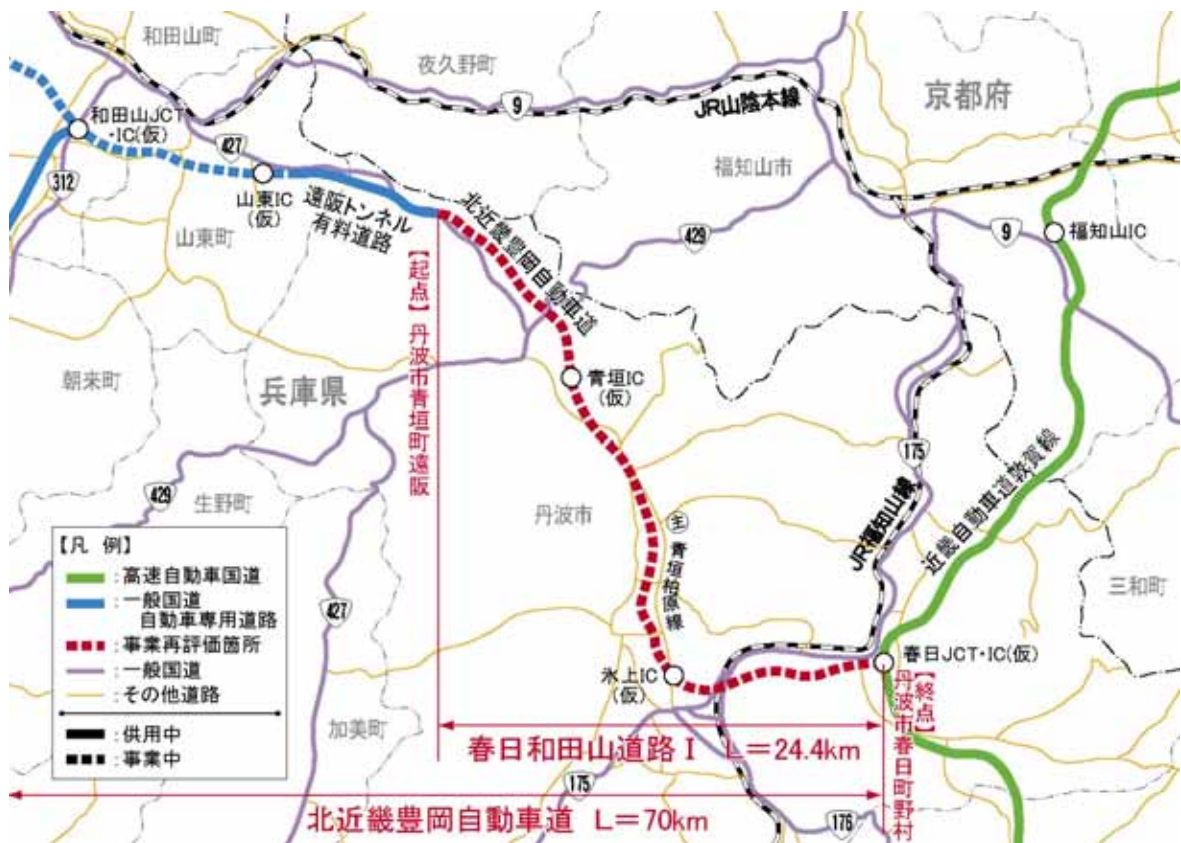 和田山町
夜久野町
京都府
和田山JCT
・IC(仮)
9
JR山陰本線
427
福知山市
312
山東IC
(仮)
遠阪トンネル
有料道路
北近畿豊岡自動車道
山東町
429
9
福知山IC
【起点】丹波市青垣町遠阪
朝来町
兵庫県
青垣IC
(仮)
175
近畿自動車道敦賀線
429
生野町
丹波市
JR福知山線
主 青垣柏原線
三和町
【凡 例】
:高速自動車国道
:一般国道
自動車専用道路
:事業再評価箇所
:一般国道
:その他道路
:供用中
:事業中
427
加美町
氷上IC
(仮)
春日JCT・IC(仮)
【終点】
丹波市春日町野村
春日和田山道路Ⅰ L=24.4km
175
176
北近畿豊岡自動車道 L=70km